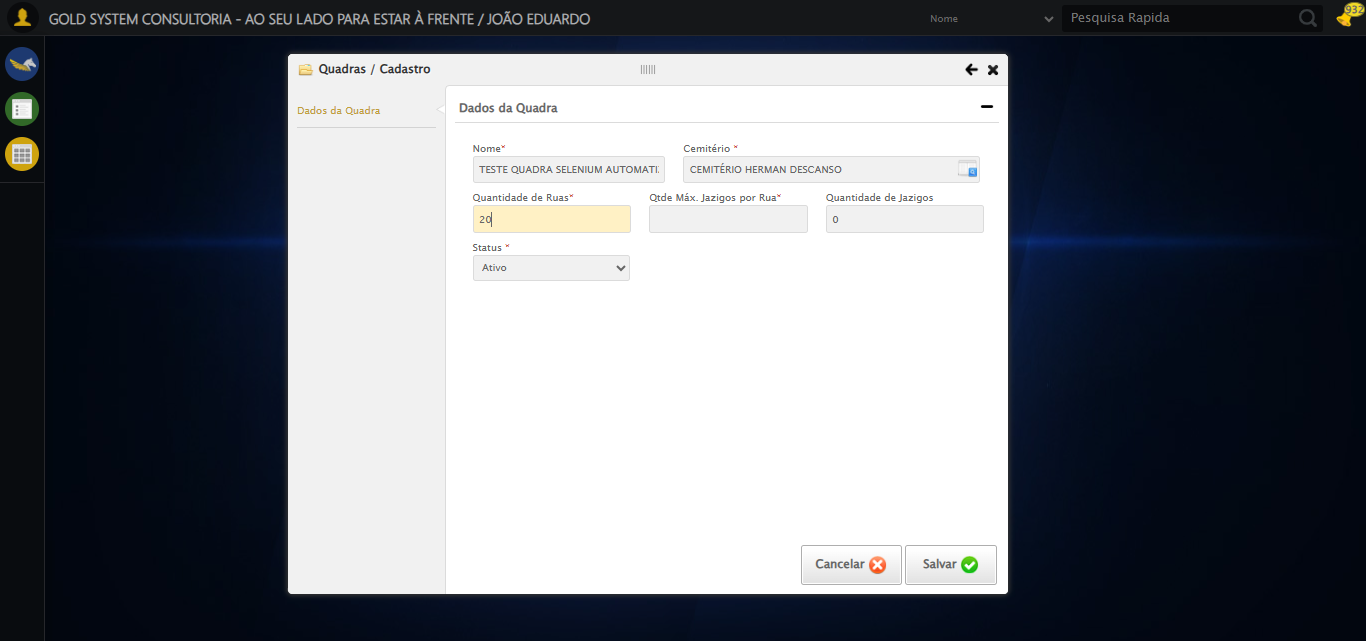 GOLD SYSTEM CONSULTORIA - AO SEU LADO PARA ESTAR À FRENTE / JOÃO EDUARDO
Nome
Pesquisa Rapida
932
Quadras / Cadastro
Dados da Quadra
Dados da Quadra
Nome*
Cemitério *
TESTE QUADRA SELENIUM AUTOMATI
CEMITÉRIO HERMAN DESCANSO
Quantidade de Ruas*
Qtde Máx. Jazigos por Rua*
Quantidade de Jazigos
20
0
Status *
Ativo
Cancelar
Salvar